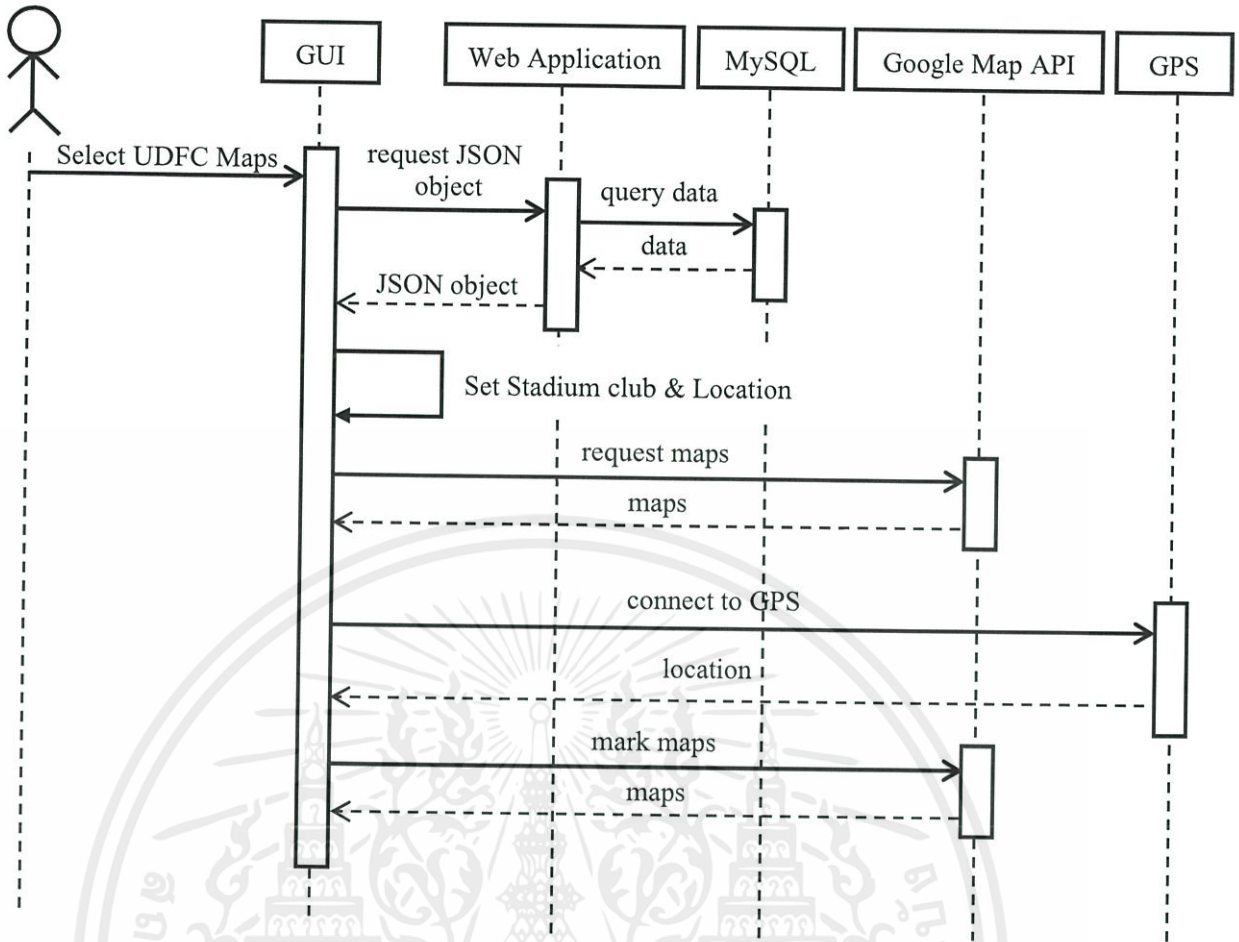 GUI
Web Application
MySQL
Google Map API
GPS
Select UDFC Maps
request JSON
object
query data
data
JSON object
Set Stadium club & Location
request maps
maps
connect to GPS
location
mark maps
maps